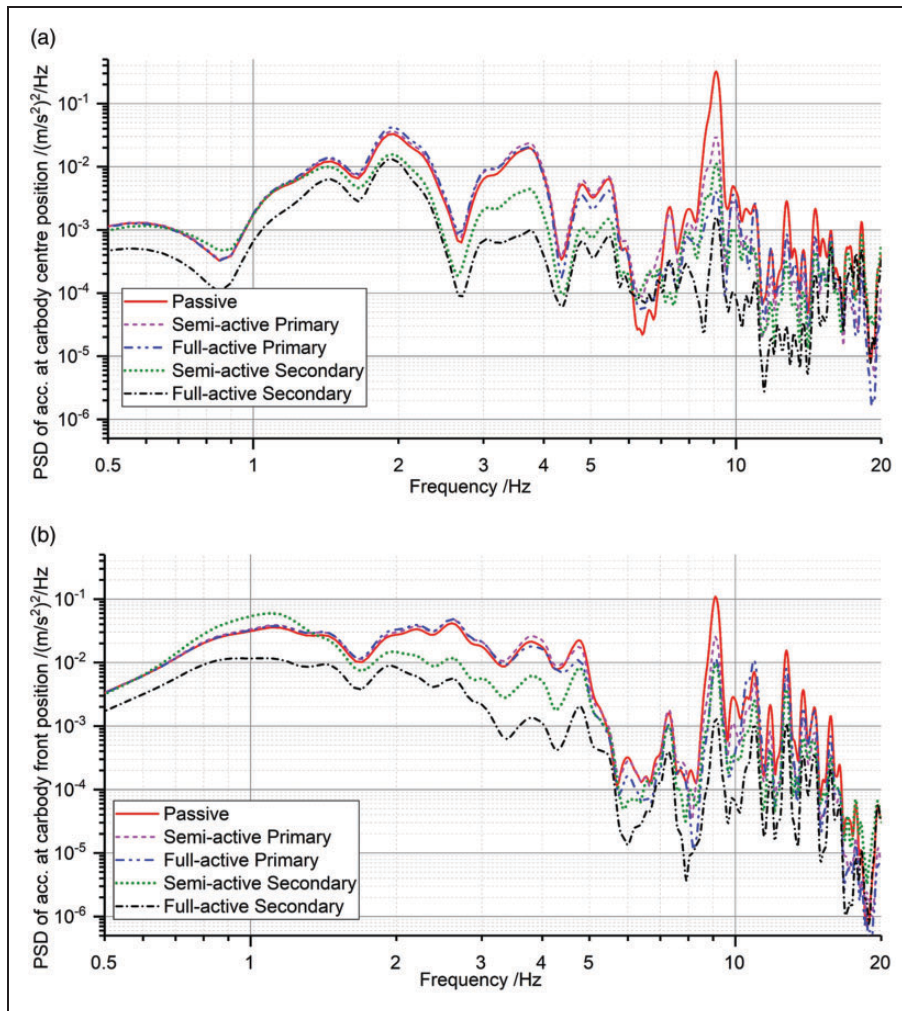 (a)
PSD of acc. at carbody centre position /(m/s²)²/Hz
10⁻¹
10⁻²
10⁻³
10⁻⁴
10⁻⁵
10⁻⁶
Passive
Semi-active Primary
Full-active Primary
Semi-active Secondary
Full-active Secondary
0.5 1 2 3 4 5 10 20
Frequency /Hz
(b)
PSD of acc. at carbody front position /(m/s²)²/Hz
10⁻¹
10⁻²
10⁻³
10⁻⁴
10⁻⁵
10⁻⁶
Passive
Semi-active Primary
Full-active Primary
Semi-active Secondary
Full-active Secondary
0.5 1 2 3 4 5 10 20
Frequency /Hz